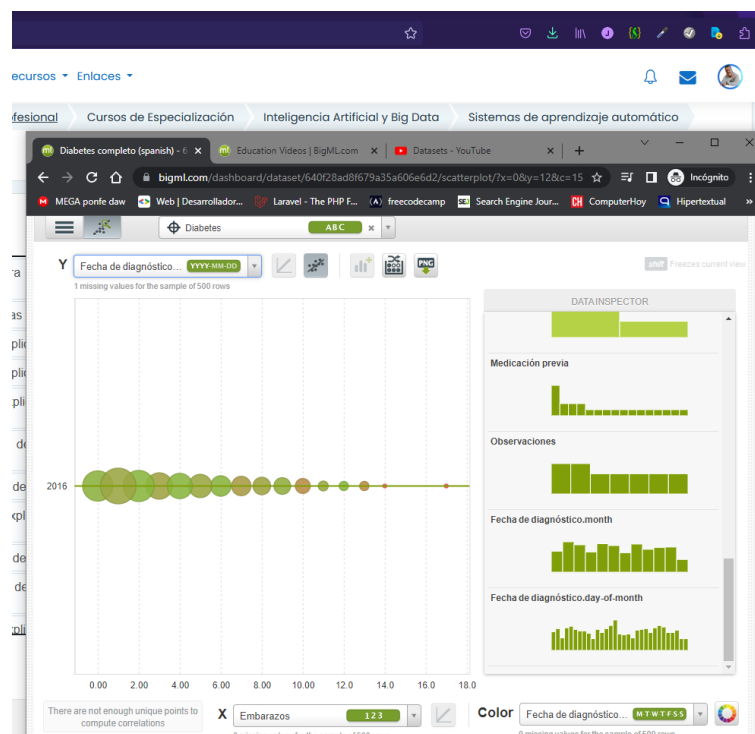 ecursos Enlaces
ofesional Cursos de Especialización Inteligencia Artificial y Big Data Sistemas de aprendizaje automático
Diabetes completo (spanish) - 6
Education Videos | BigML.com
Datasets - YouTube
bigml.com/dashboard/dataset/640f28ad8f679a35a606e6d2/scatterplot/?x=0&y=12&c=15
Incógnito
MEGA ponfe daw
Web | Desarrollador...
Laravel - The PHP F...
freecodecamp
Search Engine Jour...
ComputerHoy
Hipertextual
Diabetes ABC
Y Fecha de diagnóstico... YYYY-MM-DD
PNG
shift Freezes current view
1 missing values for the sample of 500 rows
DATA INSPECTOR
Medicación previa
Observaciones
2016
Fecha de diagnóstico.month
Fecha de diagnóstico.day-of-month
0.00 2.00 4.00 6.00 8.00 10.00 12.0 14.0 16.0 18.0
There are not enough unique points to
compute correlations
X Embarazos 123
Color Fecha de diagnóstico... MTWTFSS